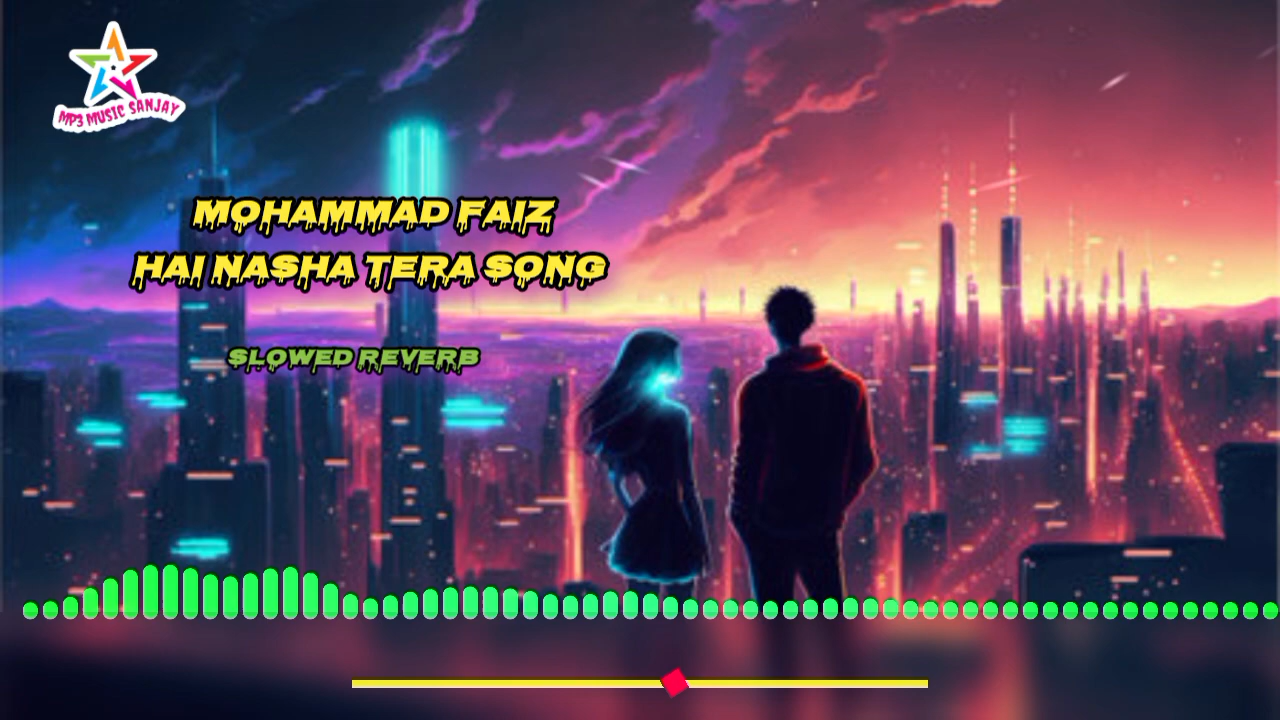 MP3 MUSIC SANJAY
MOHAMMAD FAIZ
HAI NASHA TERA SONG
SLOWED REVERB